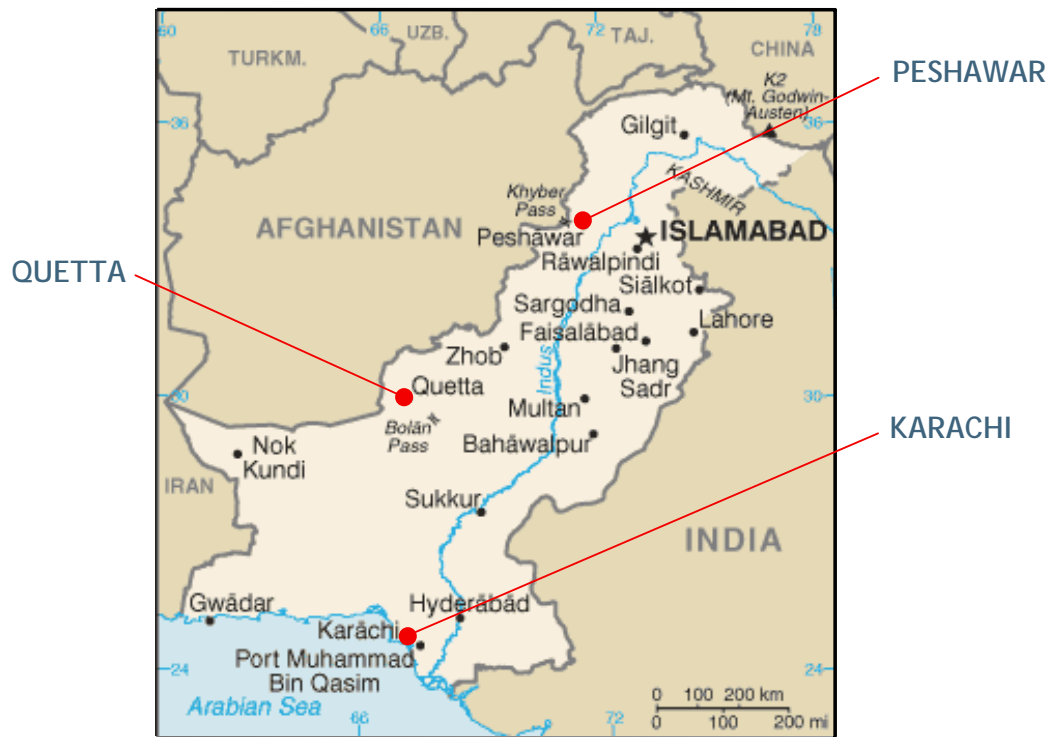 60
66
72
78
UZB.
TAJ.
TURKM.
CHINA
PESHAWAR
K2
(Mt. Godwin-
Austen)
36
36
Gilgit
KASHMIR
Khyber
Pass
AFGHANISTAN
Peshāwar
ISLAMABAD
Rāwalpindi
QUETTA
Siālkot
Sargodha
Lahore
Faisalābād
Zhob
Jhang
Sadr
Indus
Quetta
30
30
Multan
Bolān
Pass
KARACHI
Nok
Kundi
Bahāwalpur
IRAN
Sukkur
INDIA
Gwādar
Hyderābād
Karāchi
Port Muhammad
Bin Qasim
24
24
Arabian Sea
0 100 200 km
0 100 200 mi
66
72